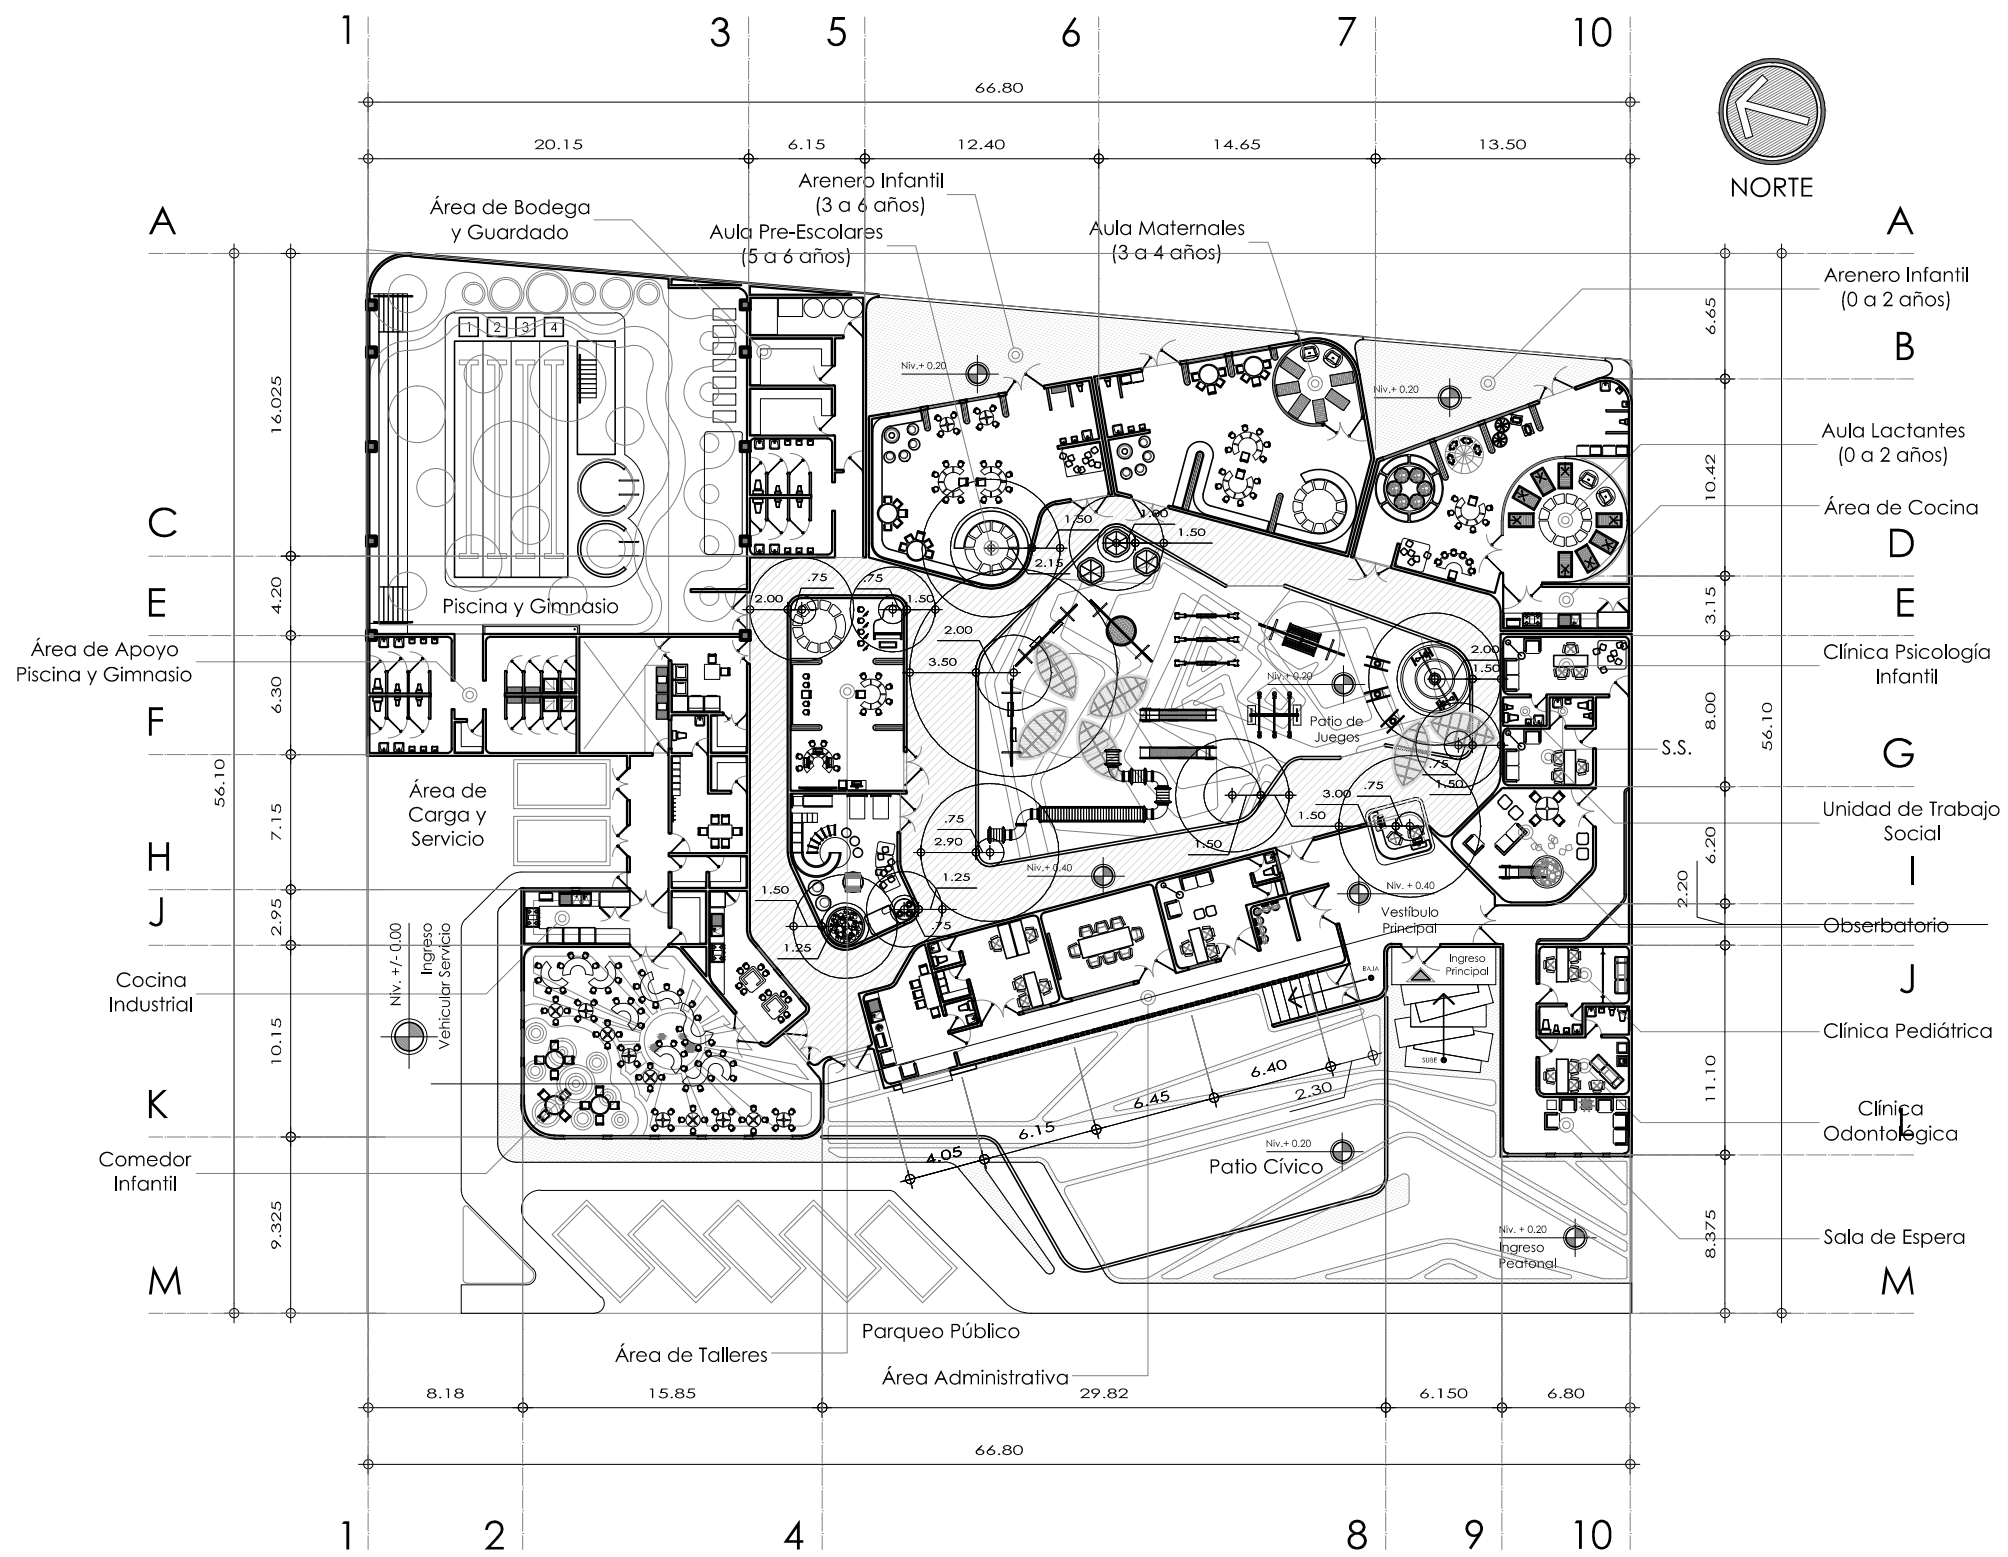 1
3
5
6
7
10
66.80
20.15
6.15
12.40
14.65
13.50
NORTE
Arenero Infantil
(3 a 6 años)
Área de Bodega
y Guardado
Aula Pre-Escolares
(5 a 6 años)
Aula Maternales
(3 a 4 años)
A
A
Arenero Infantil
(0 a 2 años)
6.65
B
1
2
3
4
Niv.+ 0.20
Niv.+ 0.20
16.025
Aula Lactantes
(0 a 2 años)
10.42
Área de Cocina
C
D
1.50
1.00
1.50
2.15
4.20
E
E
3.15
Piscina y Gimnasio
.75
.75
2.00
1.50
2.00
3.50
Área de Apoyo
Piscina y Gimnasio
6.30
F
2.00
1.50
Clínica Psicología
Infantil
8.00
Niv.+ 0.20
Patio de
Juegos
S.S.
G
56.10
56.10
Área de
Carga y
Servicio
7.15
.75
1.50
3.00
.75
1.50
1.50
Unidad de Trabajo
Social
6.20
.75
2.90
H
I
Niv.+ 0.40
Niv. + 0.40
1.50
1.25
.75
1.25
J
2.95
2.20
Vestíbulo
Principal
Obserbatorio
Niv. +/- 0.00
Ingreso
Vehicular Servicio
Ingreso
Principal
BAJA
SUBE
J
Cocina
Industrial
10.15
Clínica Pediátrica
11.10
6.40
2.30
6.45
6.15
4.05
K
Clínica
Odontológica
L
Comedor
Infantil
Niv.+ 0.20
Patio Cívico
9.325
8.375
Niv. + 0.20
Ingreso
Peatonal
Sala de Espera
M
M
Parqueo Público
Área de Talleres
Área Administrativa
8.18
15.85
29.82
6.150
6.80
66.80
1
2
4
8
9
10